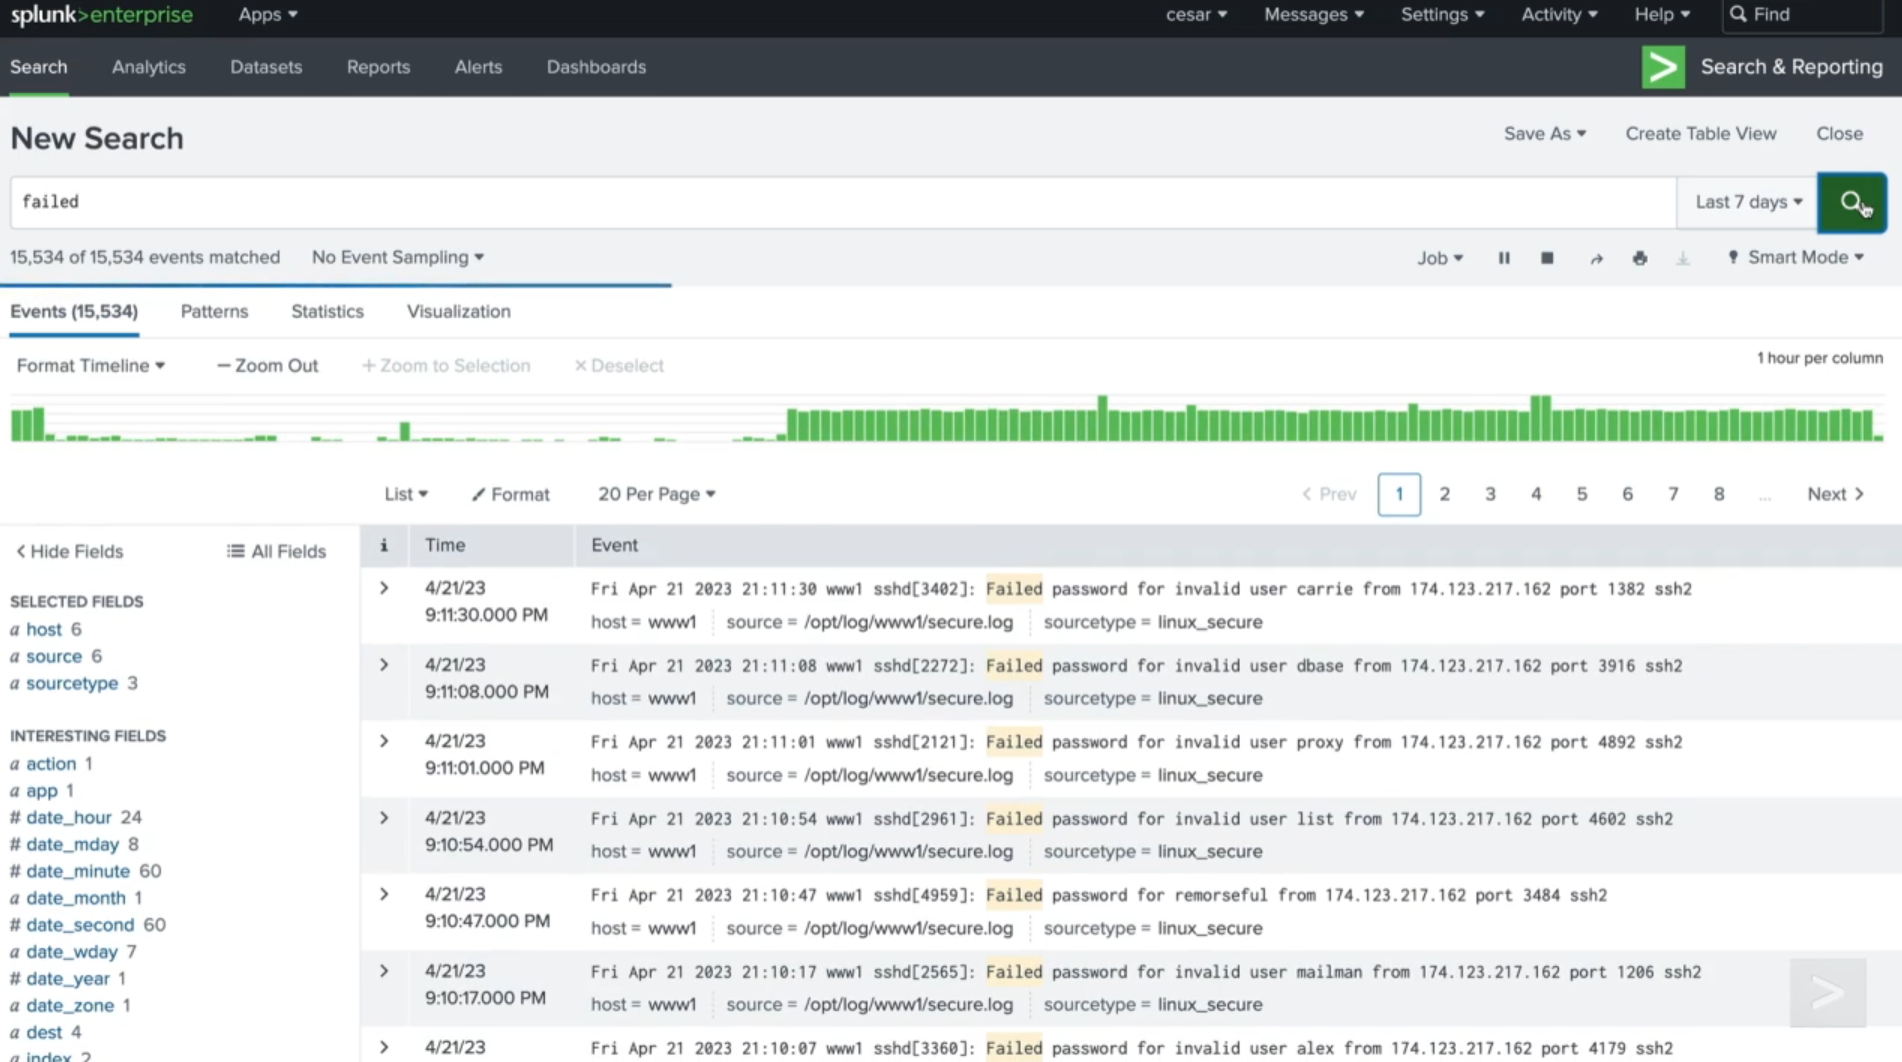 splunk>enterprise Apps cesar Messages Settings Activity Help Find
Search Analytics Datasets Reports Alerts Dashboards Search & Reporting
New Search Save As Create Table View Close
failed Last 7 days
15,534 of 15,534 events matched No Event Sampling Job Smart Mode
Events (15,534) Patterns Statistics Visualization
Format Timeline — Zoom Out + Zoom to Selection × Deselect 1 hour per column
List Format 20 Per Page < Prev 1 2 3 4 5 6 7 8 ... Next >
< Hide Fields All Fields
SELECTED FIELDS
a host 6
a source 6
a sourcetype 3
INTERESTING FIELDS
a action 1
a app 1
# date_hour 24
# date_mday 8
# date_minute 60
a date_month 1
# date_second 60
a date_wday 7
# date_year 1
a date_zone 1
a dest 4
a index 2
i Time Event
> 4/21/23 Fri Apr 21 2023 21:11:30 www1 sshd[3402]: Failed password for invalid user carrie from 174.123.217.162 port 1382 ssh2
9:11:30.000 PM host = www1 source = /opt/log/www1/secure.log sourcetype = linux_secure
> 4/21/23 Fri Apr 21 2023 21:11:08 www1 sshd[2272]: Failed password for invalid user dbase from 174.123.217.162 port 3916 ssh2
9:11:08.000 PM host = www1 source = /opt/log/www1/secure.log sourcetype = linux_secure
> 4/21/23 Fri Apr 21 2023 21:11:01 www1 sshd[2121]: Failed password for invalid user proxy from 174.123.217.162 port 4892 ssh2
9:11:01.000 PM host = www1 source = /opt/log/www1/secure.log sourcetype = linux_secure
> 4/21/23 Fri Apr 21 2023 21:10:54 www1 sshd[2961]: Failed password for invalid user list from 174.123.217.162 port 4602 ssh2
9:10:54.000 PM host = www1 source = /opt/log/www1/secure.log sourcetype = linux_secure
> 4/21/23 Fri Apr 21 2023 21:10:47 www1 sshd[4959]: Failed password for remorseful from 174.123.217.162 port 3484 ssh2
9:10:47.000 PM host = www1 source = /opt/log/www1/secure.log sourcetype = linux_secure
> 4/21/23 Fri Apr 21 2023 21:10:17 www1 sshd[2565]: Failed password for invalid user mailman from 174.123.217.162 port 1206 ssh2
9:10:17.000 PM host = www1 source = /opt/log/www1/secure.log sourcetype = linux_secure
> 4/21/23 Fri Apr 21 2023 21:10:07 www1 sshd[3360]: Failed password for invalid user alex from 174.123.217.162 port 4179 ssh2